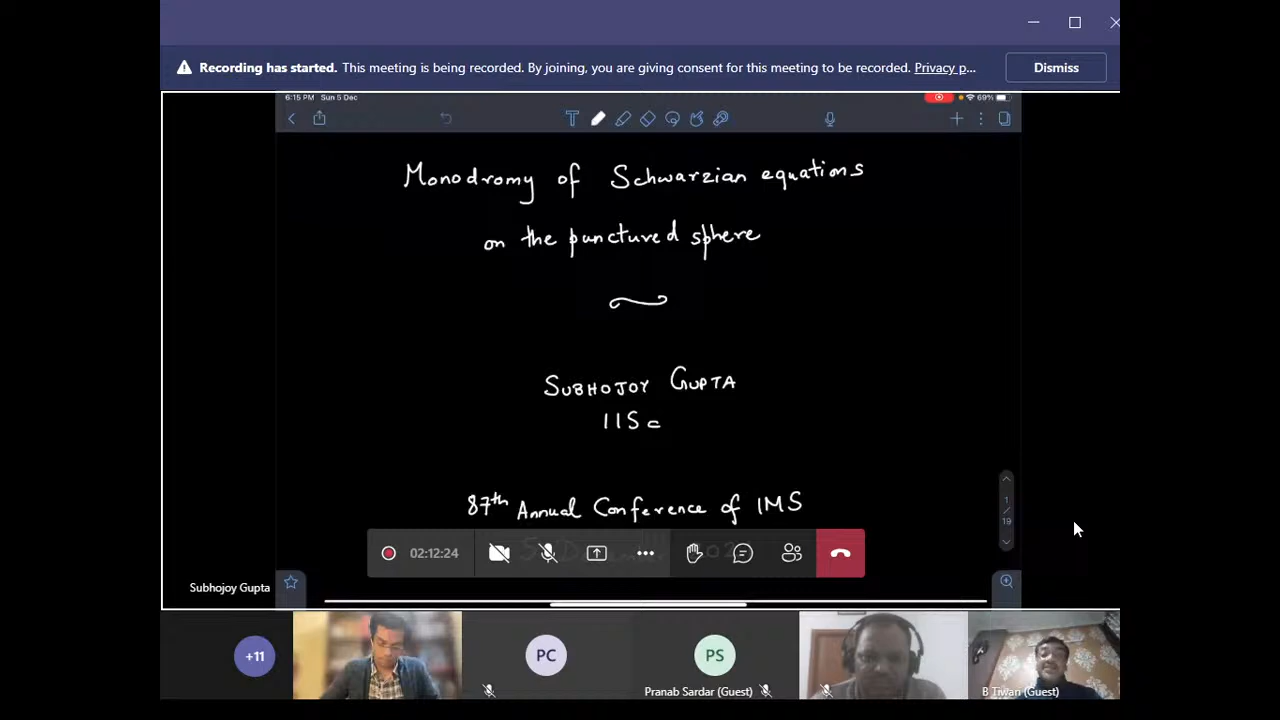 Recording has started. This meeting is being recorded. By joining, you are giving consent for this meeting to be recorded. Privacy p... Dismiss
6:15 PM Sun 5 Dec 69%
T
Monodromy of Schwarzian equations
on the punctured sphere
SUBHOJOY GUPTA
IISc
87th Annual Conference of IMS
1
/
19
02:12:24
Subhojoy Gupta
+11
PC
PS
Pranab Sardar (Guest)
B Tiwari (Guest)